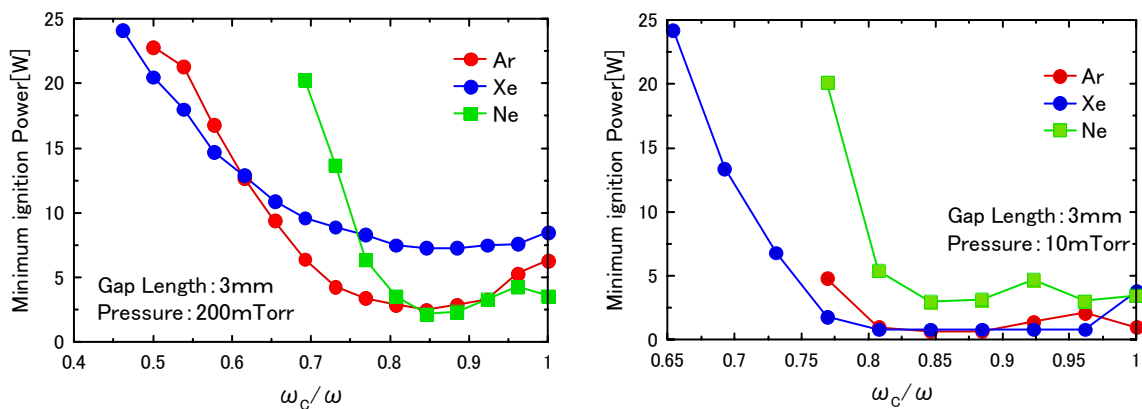 Minimum ignition Power[W]
25
20
15
10
5
0
Ar
Xe
Ne
Gap Length:3mm
Pressure:200mTorr
0.4
0.5
0.6
0.7
0.8
0.9
1
ω_C/ω
Minimum ignition Power[W]
25
20
15
10
5
0
Ar
Xe
Ne
Gap Length:3mm
Pressure:10mTorr
0.65
0.7
0.75
0.8
0.85
0.9
0.95
1
ω_C/ω